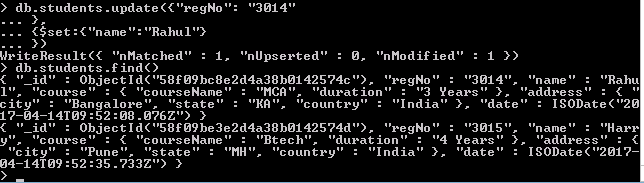 > db.students.update({"regNo": "3014"
... },
... {$set:{"name":"Rahul"}
... })
WriteResult({ "nMatched" : 1, "nUpserted" : 0, "nModified" : 1 })
> db.students.find()
{ "_id" : ObjectId("58f09bc8e2d4a38b0142574c"), "regNo" : "3014", "name" : "Rahu
l", "course" : { "courseName" : "MCA", "duration" : "3 Years" }, "address" : { "
city" : "Bangalore", "state" : "KA", "country" : "India" }, "date" : ISODate("2
017-04-14T09:52:08.076Z") }
{ "_id" : ObjectId("58f09be3e2d4a38b0142574d"), "regNo" : "3015", "name" : "Harr
y", "course" : { "courseName" : "Btech", "duration" : "4 Years" }, "address" : {
"city" : "Pune", "state" : "MH", "country" : "India" }, "date" : ISODate("2017-
04-14T09:52:35.733Z") }
> _